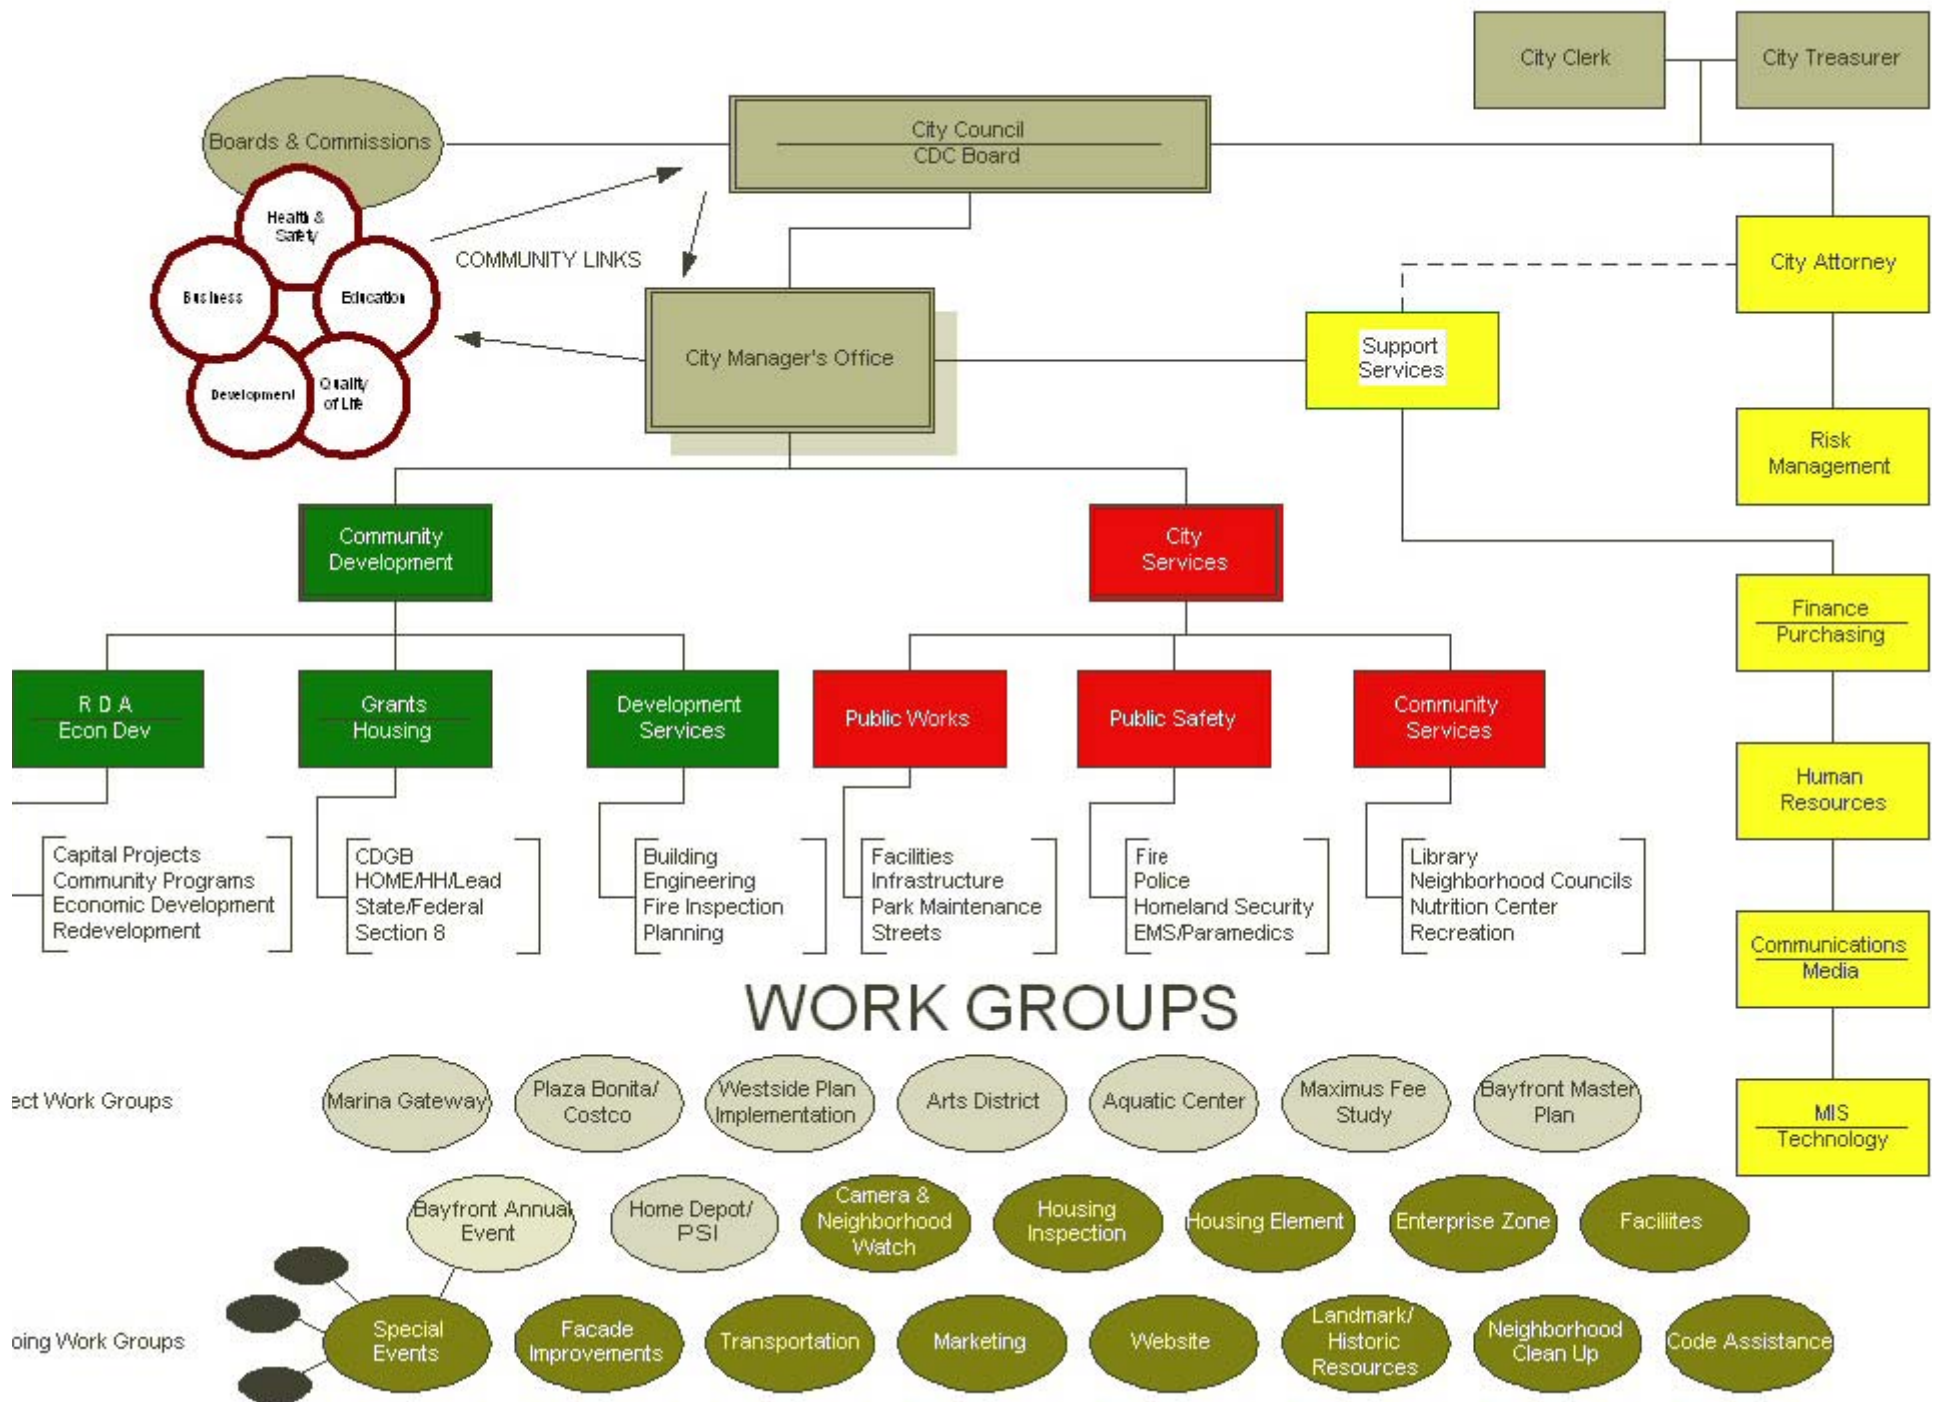 City Clerk
City Treasurer
Boards & Commissions
City Council
CDC Board
Health &
Safety
Business
Education
Development
Quality
of Life
COMMUNITY LINKS
City Attorney
City Manager's Office
Support
Services
Risk
Management
Community
Development
City
Services
Finance
Purchasing
R D A
Econ Dev
Grants
Housing
Development
Services
Public Works
Public Safety
Community
Services
Human
Resources
Capital Projects
Community Programs
Economic Development
Redevelopment
CDGB
HOME/HH/Lead
State/Federal
Section 8
Building
Engineering
Fire Inspection
Planning
Facilities
Infrastructure
Park Maintenance
Streets
Fire
Police
Homeland Security
EMS/Paramedics
Library
Neighborhood Councils
Nutrition Center
Recreation
Communications
Media
WORK GROUPS
MIS
Technology
ect Work Groups
Marina Gateway
Plaza Bonita/
Costco
Westside Plan
Implementation
Arts District
Aquatic Center
Maximus Fee
Study
Bayfront Master
Plan
Bayfront Annual
Event
Home Depot/
PSI
Camera &
Neighborhood
Watch
Housing
Inspection
Housing Element
Enterprise Zone
Faciliites
oing Work Groups
Special
Events
Facade
Improvements
Transportation
Marketing
Website
Landmark/
Historic
Resources
Neighborhood
Clean Up
Code Assistance